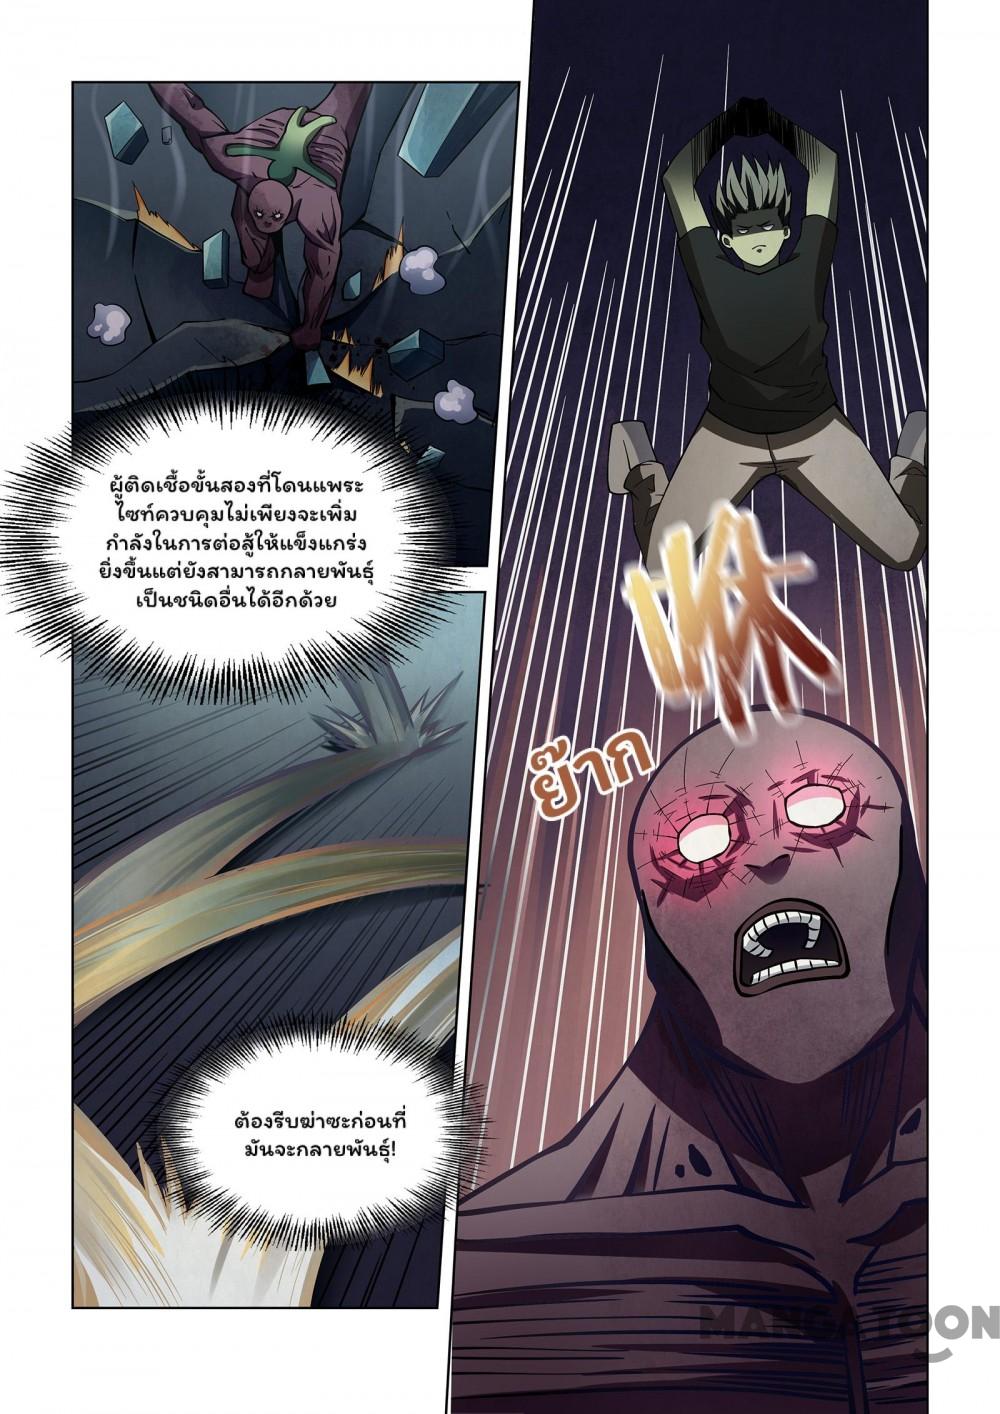 ผู้ติดเชื้อขั้นสองที่โดนแพระ
ไซท์ควบคุมไม่เพียงจะเพิ่ม
กำลังในการต่อสู้ให้แข็งแกร่ง
ยิ่งขึ้นแต่ยังสามารถกลายพันธุ์
เป็นชนิดอื่นได้อีกด้วย
ย๊าก
ต้องรีบฆ่าซะก่อนที่
มันจะกลายพันธุ์!
MANGATOON